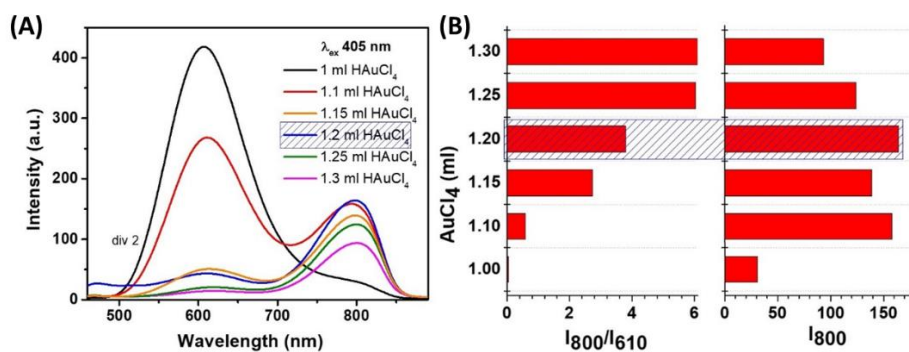 (A)
400
300
200
100
0
500 600 700 800
Intensity (a.u.)
Wavelength (nm)
div 2
λex 405 nm
1 ml HAuCl4
1.1 ml HAuCl4
1.15 ml HAuCl4
1.2 ml HAuCl4
1.25 ml HAuCl4
1.3 ml HAuCl4
(B)
AuCl4 (ml)
1.30
1.25
1.20
1.15
1.10
1.00
0 2 4 6
I800/I610
0 50 100 150
I800